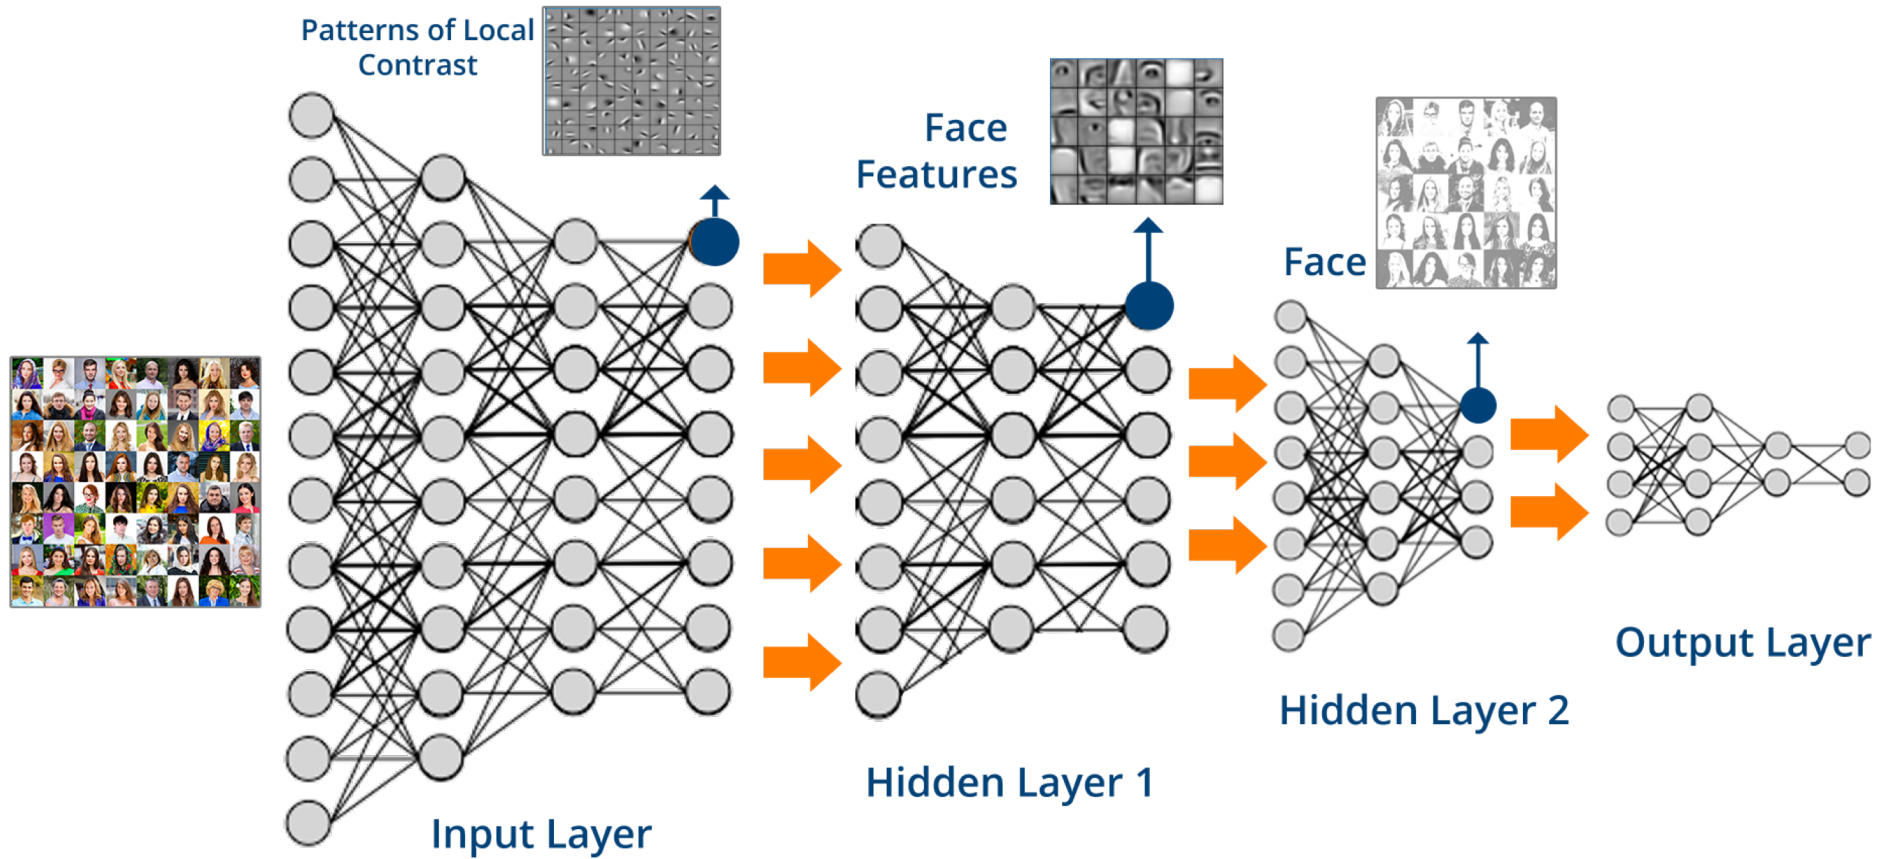 Patterns of Local
Contrast
Face
Features
Face
Input Layer
Hidden Layer 1
Hidden Layer 2
Output Layer